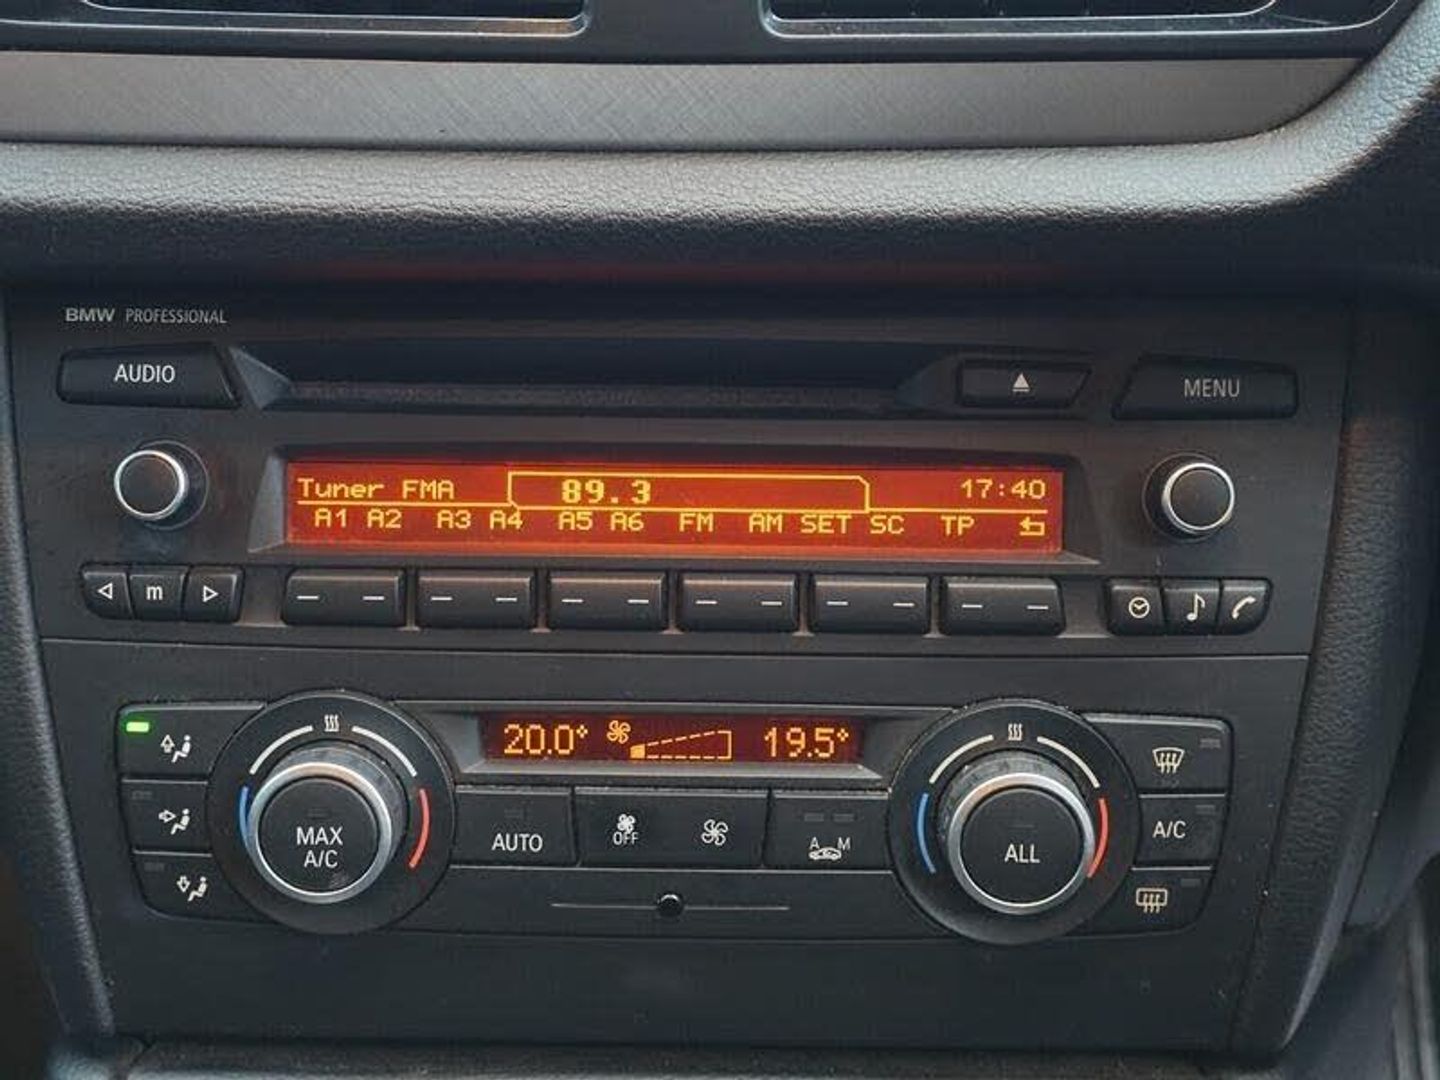 BMW PROFESSIONAL
AUDIO
MENU
Tuner FMA 89.3 17:40
A1 A2 A3 A4 A5 A6 FM AM SET SC TP
m
20.0° 19.5°
MAX
A/C
AUTO
OFF
A M
ALL
A/C